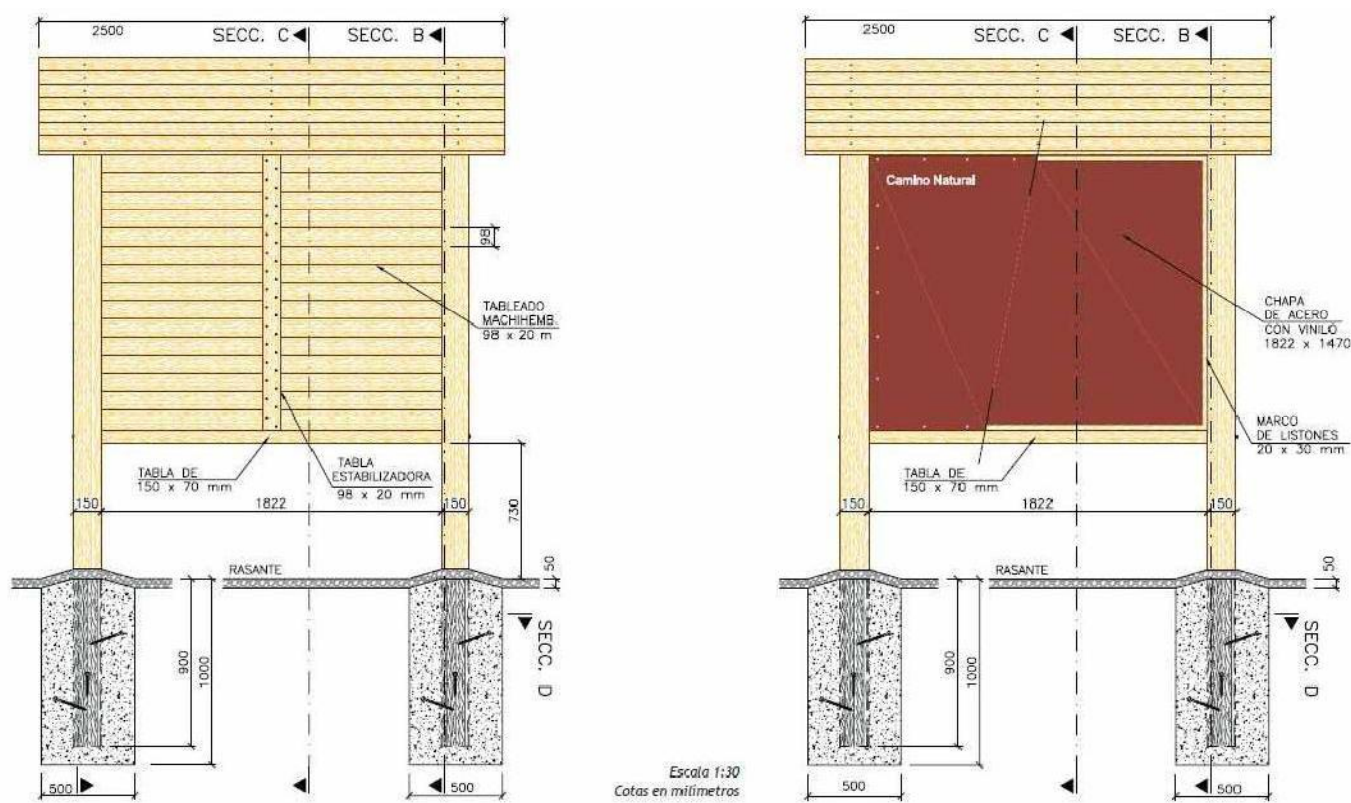 2500
SECC. C
SECC. B
98
TABLEADO
MACHIHEMB.
98 x 20 m
TABLA DE
150 x 70 mm
TABLA
ESTABILIZADORA
98 x 20 mm
150
1822
150
730
RASANTE
50
900
1000
SECC. D
500
500
2500
SECC. C
SECC. B
Camino Natural
CHAPA
DE ACERO
CON VINILO
1822 x 1470
MARCO
DE LISTONES
20 x 30 mm
TABLA DE
150 x 70 mm
150
1822
150
RASANTE
50
900
1000
SECC. D
500
500
Escala 1:30
Cotas en milímetros